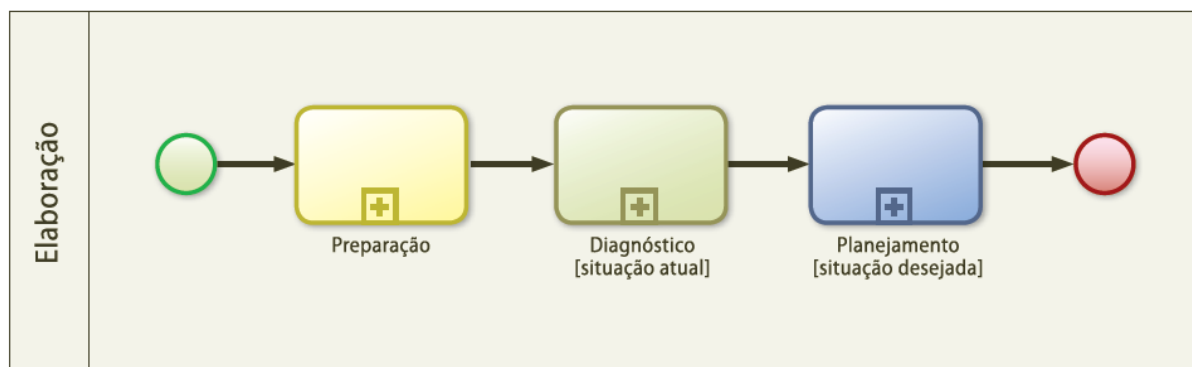 Elaboração
Preparação
Diagnóstico
[situação atual]
Planejamento
[situação desejada]